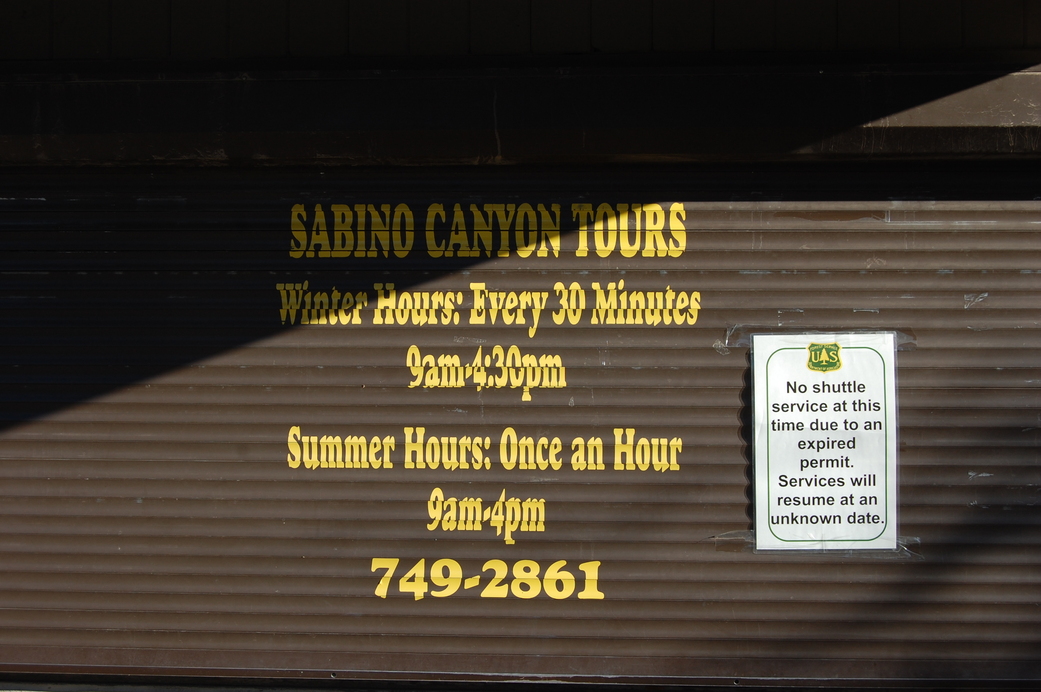 SABINO CANYON TOURS
Winter Hours: Every 30 Minutes
9am-4:30pm
Summer Hours: Once an Hour
9am-4pm
749-2861
UAS
No shuttle
service at this
time due to an
expired
permit.
Services will
resume at an
unknown date.